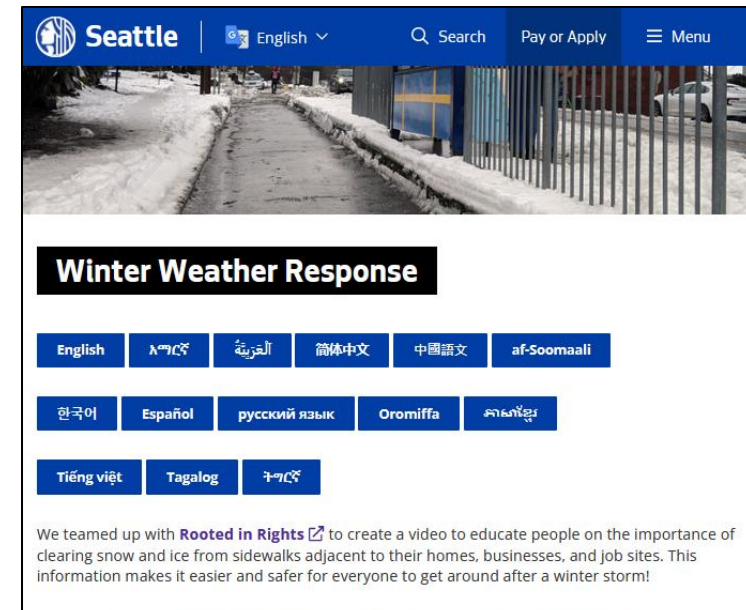 Seattle English Search Pay or Apply Menu
Winter Weather Response
English አማርኛ اَلْعَرَبِيَّةُ 简体中文 中國語文 af-Soomaali
한국어 Español русский язык Oromiffa ភាសាខ្មែរ
Tiếng việt Tagalog ትግርኛ
We teamed up with Rooted in Rights to create a video to educate people on the importance of
clearing snow and ice from sidewalks adjacent to their homes, businesses, and job sites. This
information makes it easier and safer for everyone to get around after a winter storm!